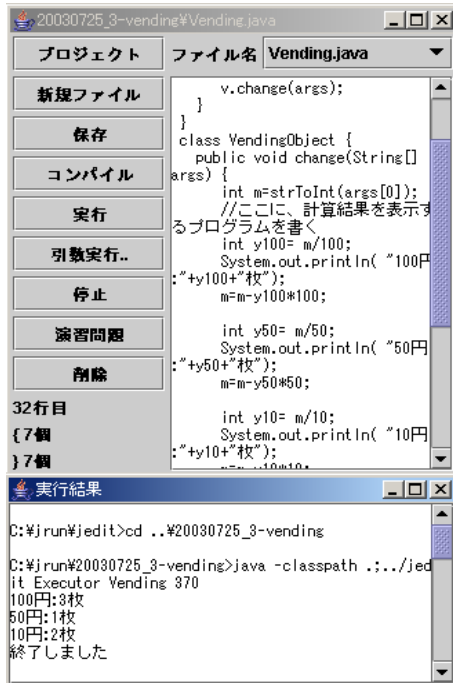 20030725_3-vending¥Vending.java
プロジェクト
ファイル名
Vending.java
新規ファイル
保存
コンパイル
実行
引数実行..
停止
演習問題
削除
32行目
{7個
}7個
v.change(args);
}
}
class VendingObject {
public void change(String[]
args) {
int m=strToInt(args[0]);
//ここに、計算結果を表示す
るプログラムを書く
int y100= m/100;
System.out.println( "100円
:"+y100+"枚");
m=m-y100*100;
int y50= m/50;
System.out.println( "50円
:"+y50+"枚");
m=m-y50*50;
int y10= m/10;
System.out.println( "10円
:"+y10+"枚");
m=m-y10*10;
実行結果
C:¥jrun¥jedit>cd ..¥20030725_3-vending
C:¥jrun¥20030725_3-vending>java -classpath .;../jed
it Executor Vending 370
100円:3枚
50円:1枚
10円:2枚
終了しました